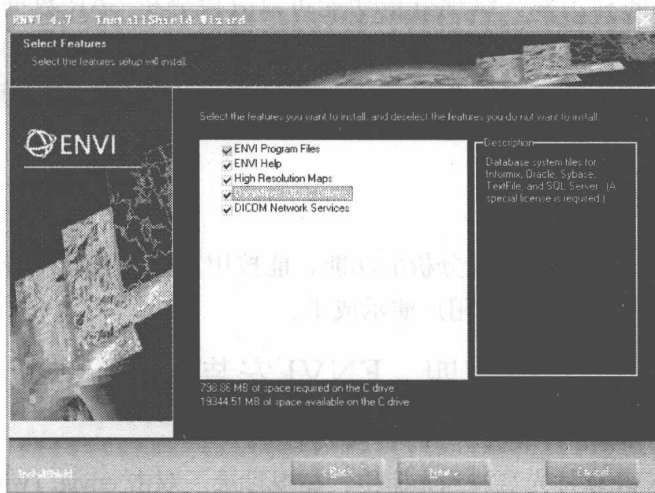 ENVI 4.7 - InstallShield Wizard
Select Features
Select the features setup will install.
ENVI
Select the features you want to install, and deselect the features you do not want to install.
ENVI Program Files
ENVI Help
High Resolution Maps
DICOM Network Services
Description
Database system files for
Informix, Oracle, Sybase,
TextFile, and SQL Server. (A
special license is required.)
798.86 MB of space required on the C drive
19344.51 MB of space available on the C drive
InstallShield
< Back
Next >
Cancel